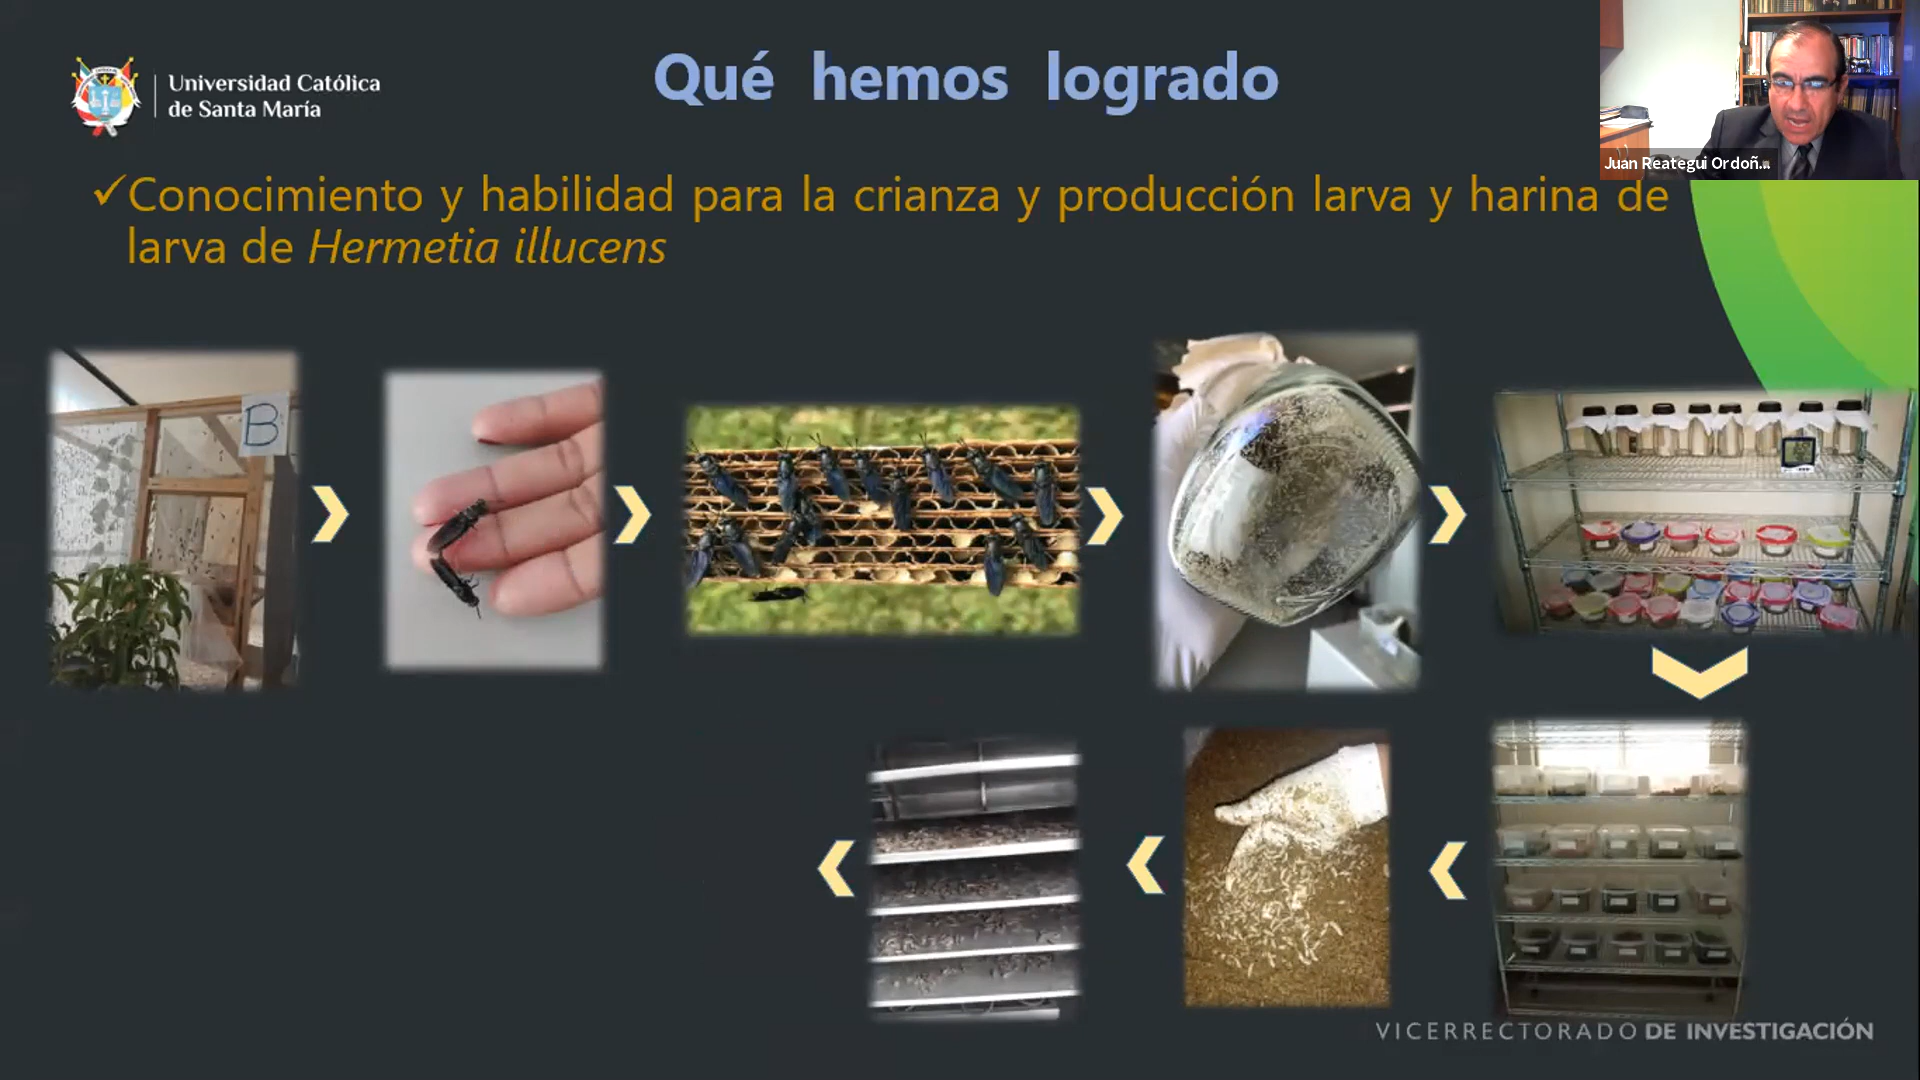 Universidad Católica
de Santa María
Qué hemos logrado
Juan Reategui Ordoñ...
✓Conocimiento y habilidad para la crianza y producción larva y harina de
larva de Hermetia illucens
B
VICERRECTORADO DE INVESTIGACIÓN